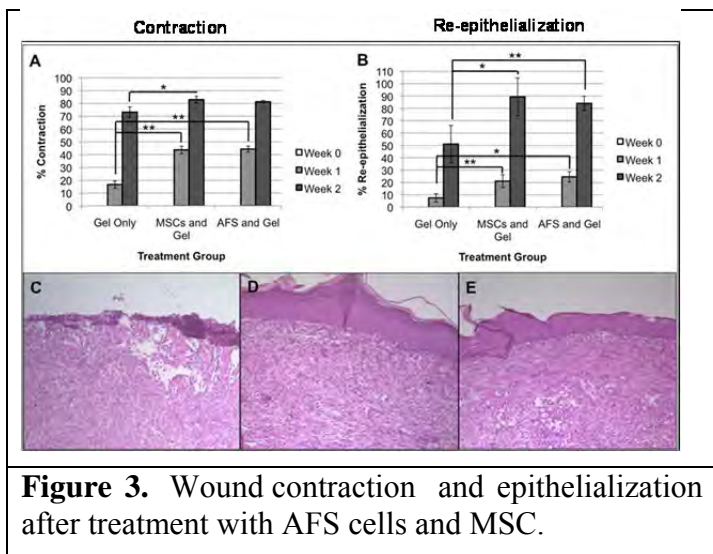 Contraction
Re-epithelialization
A
100
90
80
70
60
50
40
30
20
10
0
% Contraction
*
**
**
Gel Only
MSCs and Gel
AFS and Gel
Treatment Group
Week 0
Week 1
Week 2
B
110
100
90
80
70
60
50
40
30
20
10
0
% Re-epithelialization
**
*
*
**
Gel Only
MSCs and
Gel
AFS and Gel
Treatment Group
Week 0
Week 1
Week 2
C
D
E
Figure 3. Wound contraction and epithelialization
after treatment with AFS cells and MSC.